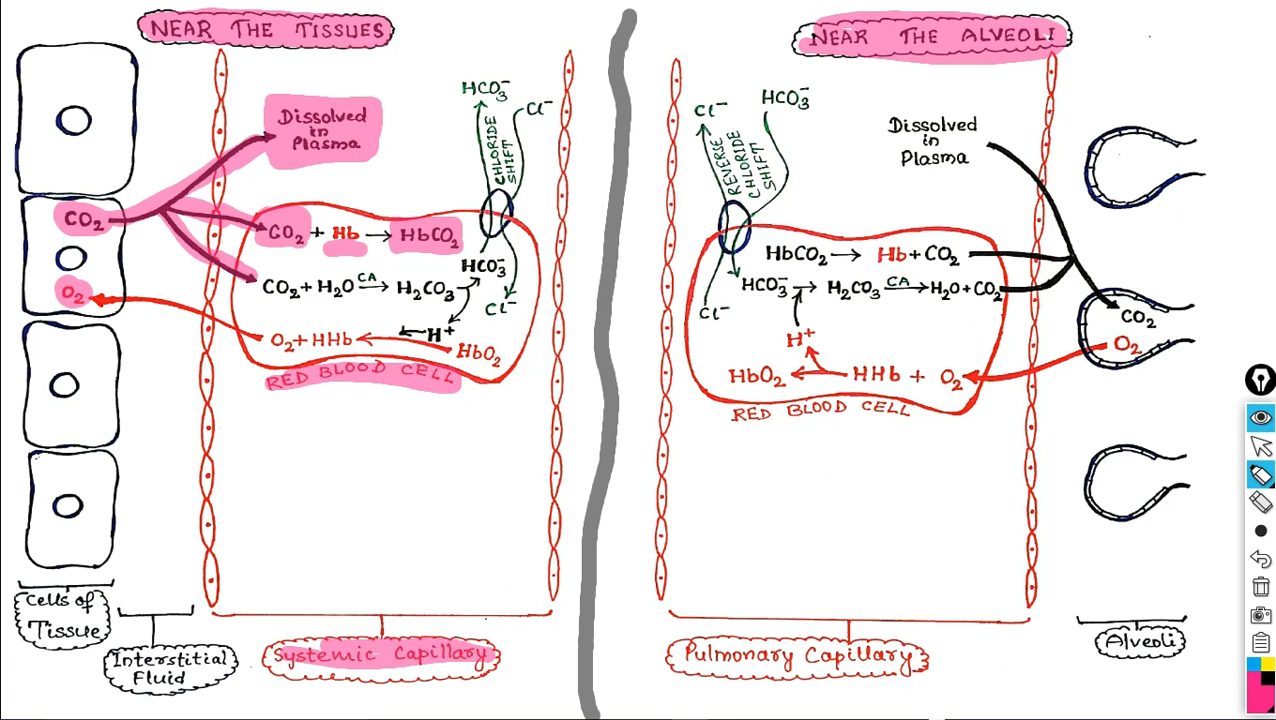 NEAR THE TISSUES
Dissolved
in
Plasma
HCO₃⁻
Cl⁻
CHLORIDE
SHIFT
CO₂
CO₂ + Hb → HbCO₂
O₂
CO₂ + H₂O CA→ H₂CO₃
HCO₃⁻
Cl⁻
H⁺
O₂ + HHb ← HbO₂
RED BLOOD CELL
Cells of
Tissue
Interstitial
Fluid
Systemic Capillary
NEAR THE ALVEOLI
Cl⁻
HCO₃⁻
REVERSE
CHLORIDE
SHIFT
Dissolved
in
Plasma
HbCO₂ → Hb + CO₂
HCO₃⁻ → H₂CO₃ CA→ H₂O + CO₂
Cl⁻
H⁺
HbO₂ ← HHb + O₂
RED BLOOD CELL
CO₂
O₂
Pulmonary Capillary
Alveoli